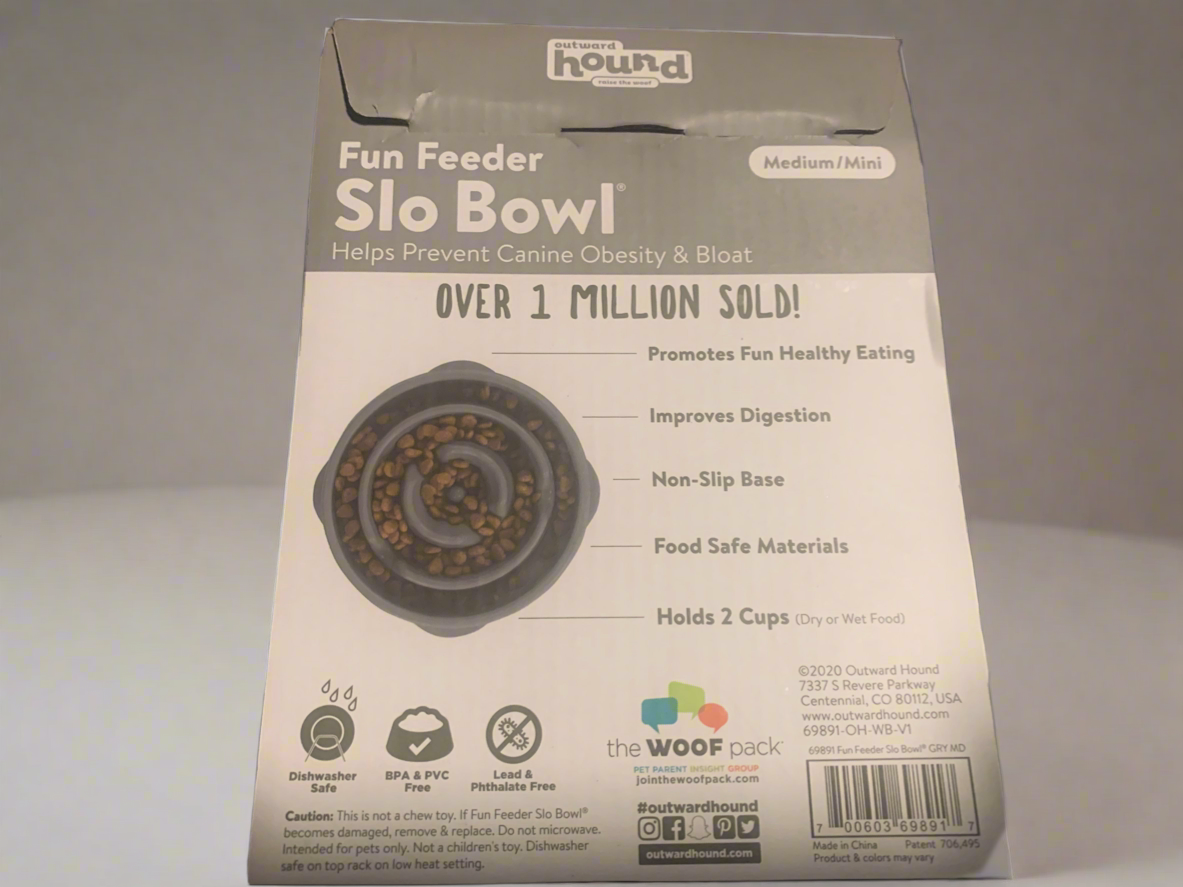 outward
hound
raise the woof
Fun Feeder
Medium/Mini
Slo Bowl®
Helps Prevent Canine Obesity & Bloat
OVER 1 MILLION SOLD!
Promotes Fun Healthy Eating
Improves Digestion
Non-Slip Base
Food Safe Materials
Holds 2 Cups (Dry or Wet Food)
Dishwasher
Safe
BPA & PVC
Free
Lead &
Phthalate Free
Caution: This is not a chew toy. If Fun Feeder Slo Bowl®
becomes damaged, remove & replace. Do not microwave.
Intended for pets only. Not a children's toy. Dishwasher
safe on top rack on low heat setting.
the WOOF pack
PET PARENT INSIGHT GROUP
jointhewoofpack.com
#outwardhound
outwardhound.com
©2020 Outward Hound
7337 S Revere Parkway
Centennial, CO 80112, USA
www.outwardhound.com
69891-OH-WB-V1
69891 Fun Feeder Slo Bowl® GRY MD
7 00603 69891 7
Made in China Patent 706,495
Product & colors may vary